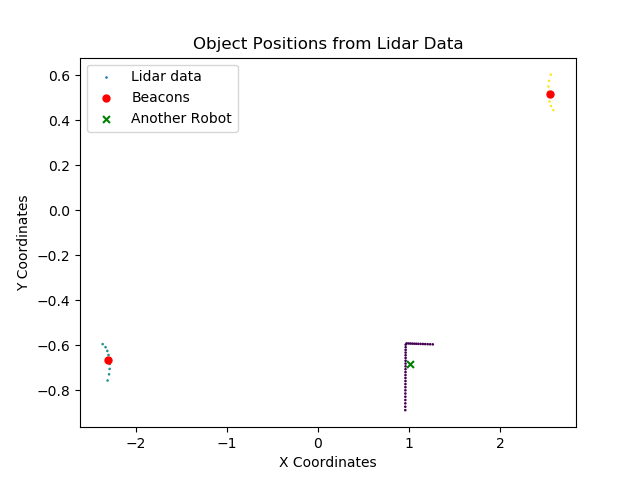 Object Positions from Lidar Data
Lidar data
Beacons
Another Robot
0.6
0.4
0.2
0.0
−0.2
−0.4
−0.6
−0.8
Y Coordinates
−2
−1
0
1
2
X Coordinates